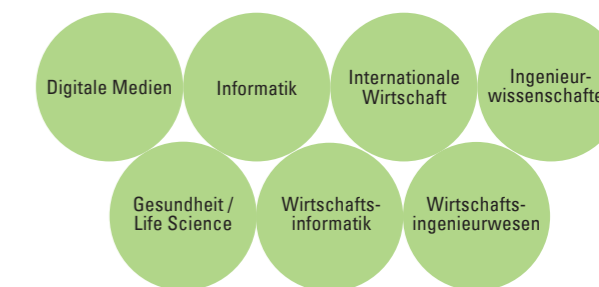 Digitale Medien
Informatik
Internationale
Wirtschaft
Ingenieur-
wissenschafte
Gesundheit /
Life Science
Wirtschafts-
informatik
Wirtschafts-
ingenieurwesen